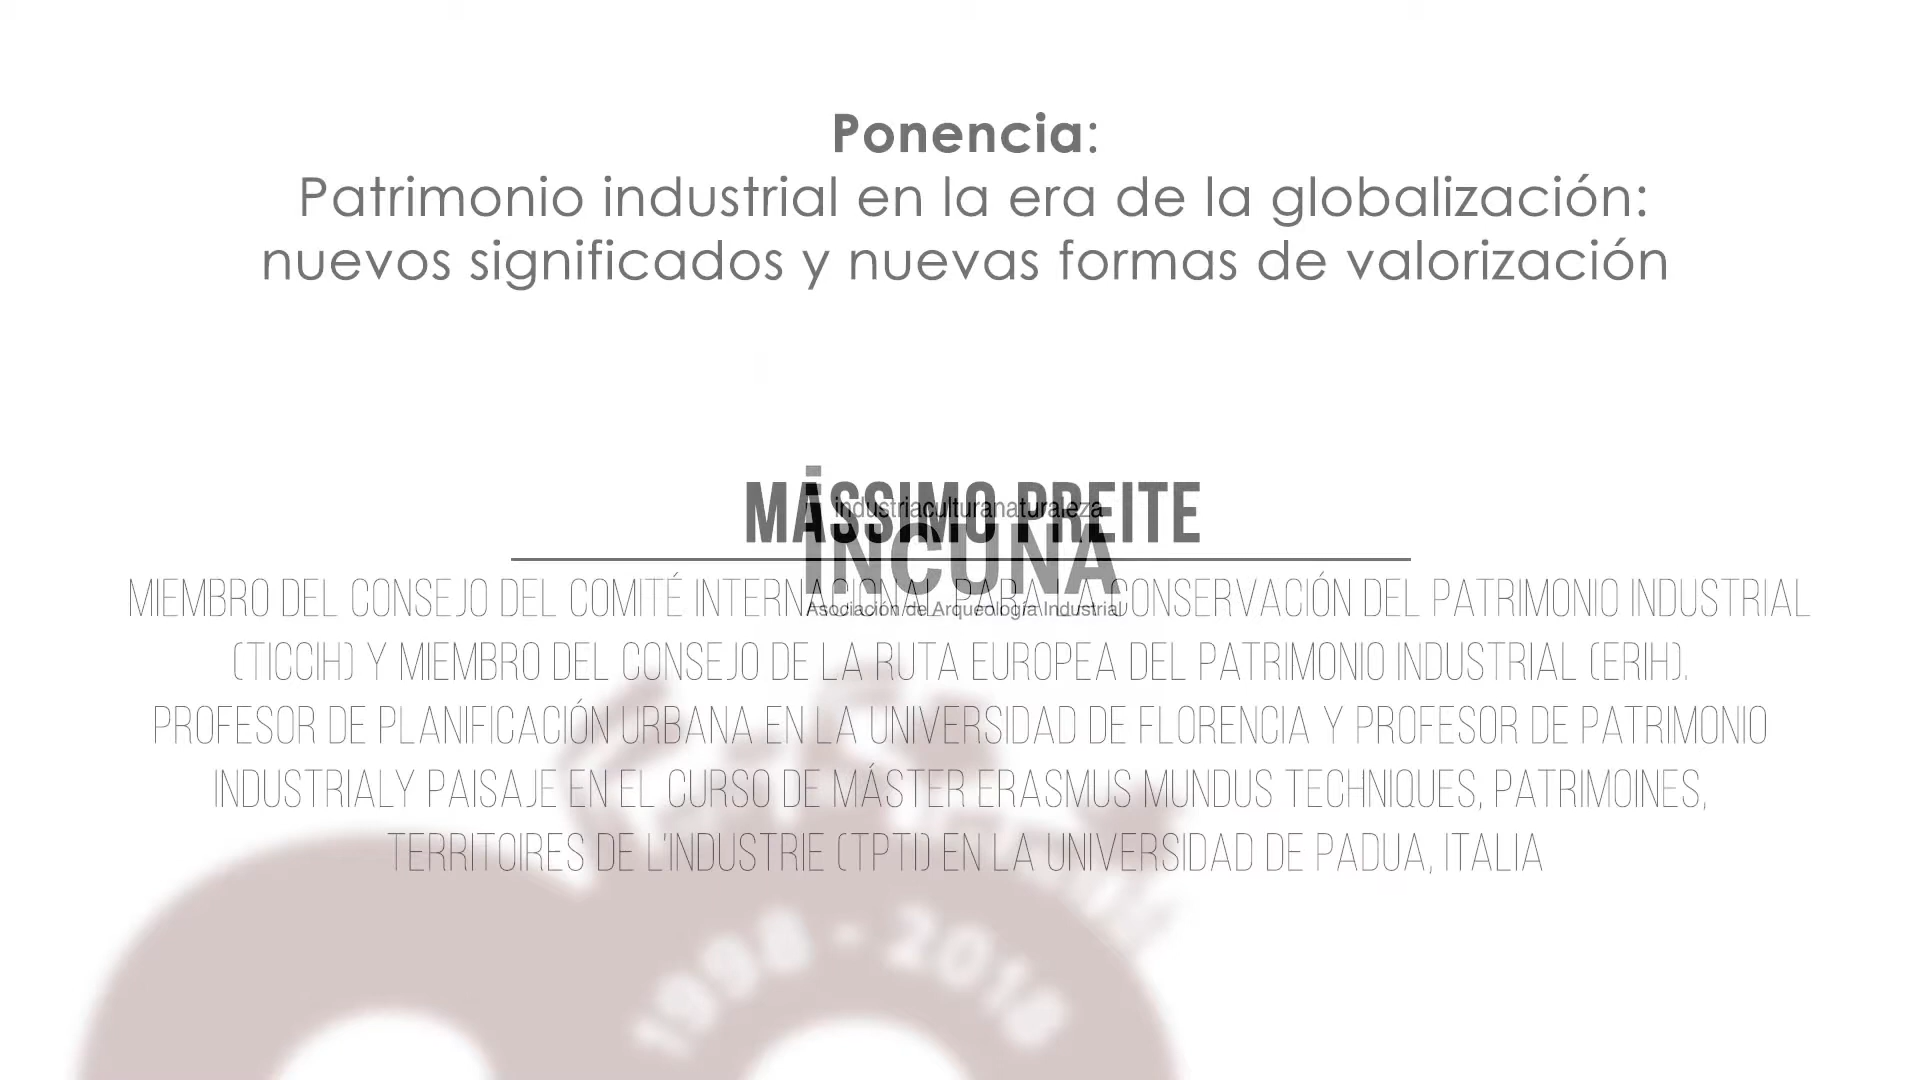 Ponencia:
Patrimonio industrial en la era de la globalización:
nuevos significados y nuevas formas de valorización
MÁSSIMO PREITE
industriaculturanaturaleza
INCUNA
Asociación de Arqueología Industrial
MIEMBRO DEL CONSEJO DEL COMITÉ INTERNACIONAL PARA LA CONSERVACIÓN DEL PATRIMONIO INDUSTRIAL
(TICCIH) Y MIEMBRO DEL CONSEJO DE LA RUTA EUROPEA DEL PATRIMONIO INDUSTRIAL (ERIH).
PROFESOR DE PLANIFICACIÓN URBANA EN LA UNIVERSIDAD DE FLORENCIA Y PROFESOR DE PATRIMONIO
INDUSTRIALY PAISAJE EN EL CURSO DE MÁSTER ERASMUS MUNDUS TECHNIQUES, PATRIMOINES,
TERRITOIRES DE L'INDUSTRIE (TPTI) EN LA UNIVERSIDAD DE PADUA, ITALIA
1998 - 2018